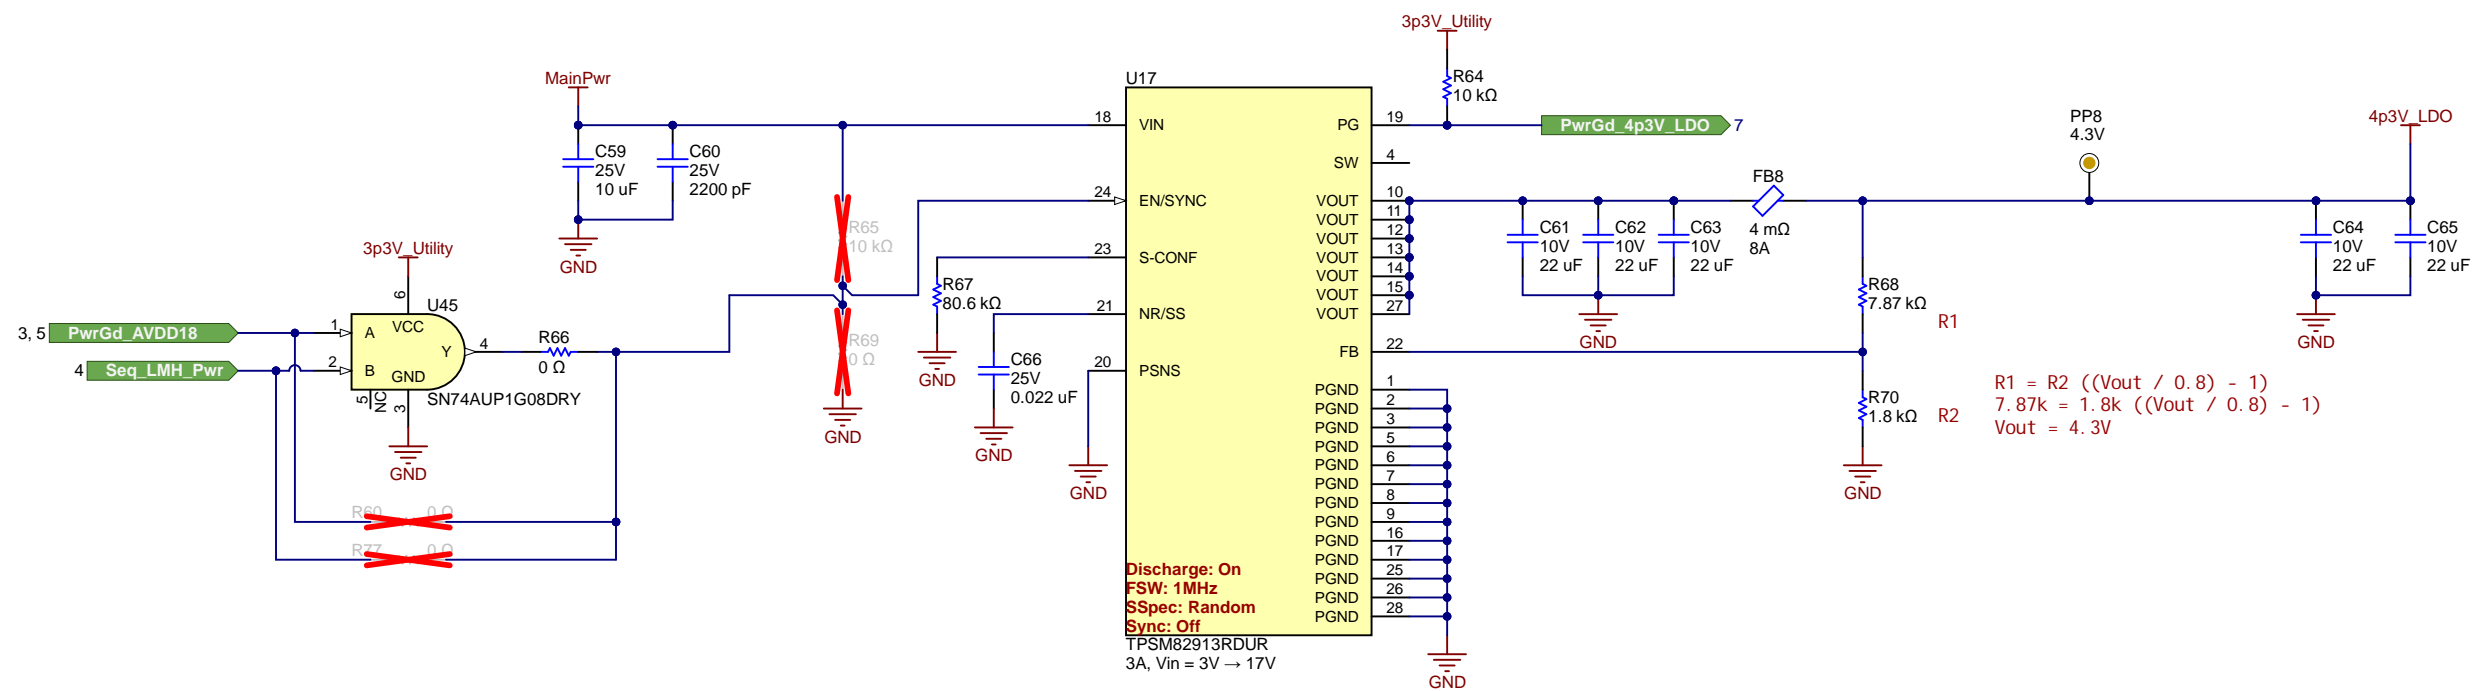 3p3V_Utility
R64
10 kΩ
MainPwr
U17
18
VIN
PG
19
PwrGd_4p3V_LDO
7
PP8
4.3V
4p3V_LDO
C59
25V
10 uF
C60
25V
2200 pF
SW
4
GND
24
EN/SYNC
R65
10 kΩ
23
S-CONF
R67
80.6 kΩ
GND
21
NR/SS
C66
25V
0.022 uF
GND
20
PSNS
GND
R69
0 Ω
GND
VOUT
10
VOUT
11
VOUT
12
VOUT
13
VOUT
14
VOUT
15
VOUT
27
C61
10V
22 uF
C62
10V
22 uF
C63
10V
22 uF
GND
FB8
4 mΩ
8A
C64
10V
22 uF
C65
10V
22 uF
GND
R68
7.87 kΩ
R1
FB
22
R70
1.8 kΩ
R2
GND
R1 = R2 ((Vout / 0.8) - 1)
7.87k = 1.8k ((Vout / 0.8) - 1)
Vout = 4.3V
3p3V_Utility
6
U45
3, 5
PwrGd_AVDD18
1
A
VCC
4
Seq_LMH_Pwr
2
B
Y
4
GND
5
NC
3
SN74AUP1G08DRY
GND
R66
0 Ω
R60
0 Ω
R77
0 Ω
PGND
1
PGND
2
PGND
3
PGND
5
PGND
6
PGND
7
PGND
8
PGND
9
PGND
16
PGND
17
PGND
25
PGND
26
PGND
28
GND
Discharge: On
FSW: 1MHz
SSpec: Random
Sync: Off
TPSM82913RDUR
3A, Vin = 3V → 17V